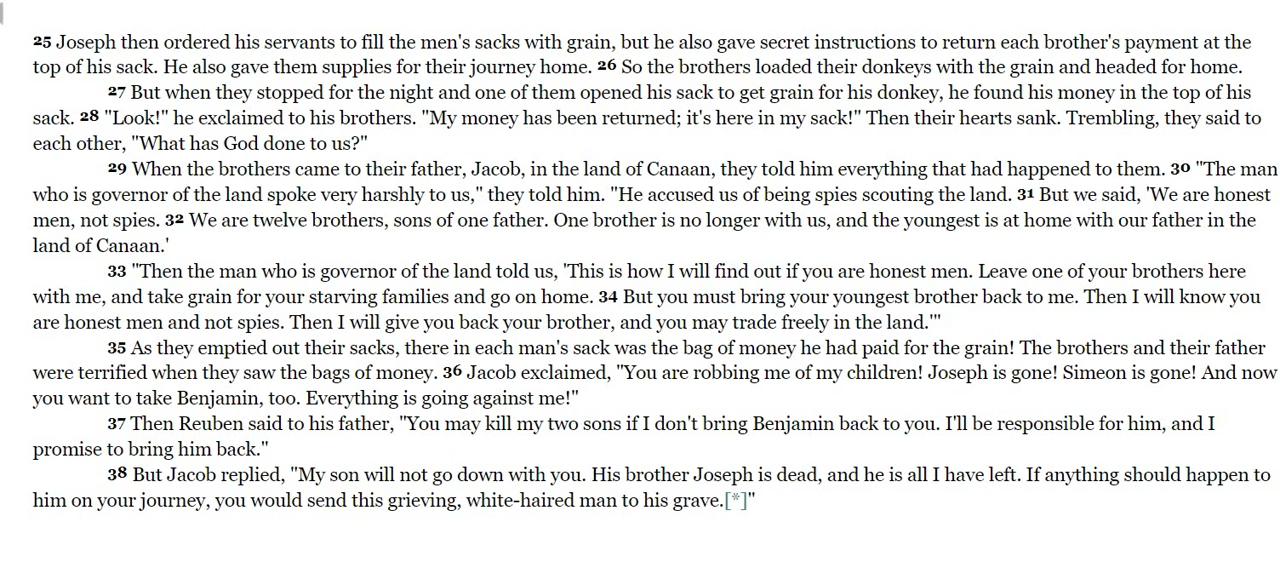 25 Joseph then ordered his servants to fill the men's sacks with grain, but he also gave secret instructions to return each brother's payment at the
top of his sack. He also gave them supplies for their journey home. 26 So the brothers loaded their donkeys with the grain and headed for home.
27 But when they stopped for the night and one of them opened his sack to get grain for his donkey, he found his money in the top of his
sack. 28 "Look!" he exclaimed to his brothers. "My money has been returned; it's here in my sack!" Then their hearts sank. Trembling, they said to
each other, "What has God done to us?"
29 When the brothers came to their father, Jacob, in the land of Canaan, they told him everything that had happened to them. 30 "The man
who is governor of the land spoke very harshly to us," they told him. "He accused us of being spies scouting the land. 31 But we said, 'We are honest
men, not spies. 32 We are twelve brothers, sons of one father. One brother is no longer with us, and the youngest is at home with our father in the
land of Canaan.'
33 "Then the man who is governor of the land told us, 'This is how I will find out if you are honest men. Leave one of your brothers here
with me, and take grain for your starving families and go on home. 34 But you must bring your youngest brother back to me. Then I will know you
are honest men and not spies. Then I will give you back your brother, and you may trade freely in the land.'"
35 As they emptied out their sacks, there in each man's sack was the bag of money he had paid for the grain! The brothers and their father
were terrified when they saw the bags of money. 36 Jacob exclaimed, "You are robbing me of my children! Joseph is gone! Simeon is gone! And now
you want to take Benjamin, too. Everything is going against me!"
37 Then Reuben said to his father, "You may kill my two sons if I don't bring Benjamin back to you. I'll be responsible for him, and I
promise to bring him back."
38 But Jacob replied, "My son will not go down with you. His brother Joseph is dead, and he is all I have left. If anything should happen to
him on your journey, you would send this grieving, white-haired man to his grave.[*]"